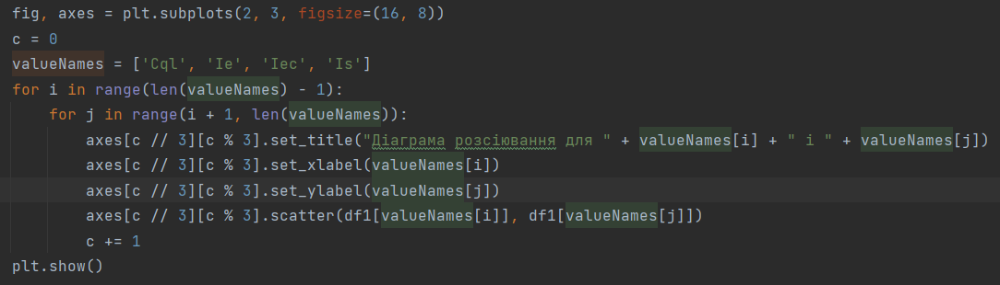 fig, axes = plt.subplots(2, 3, figsize=(16, 8))
c = 0
valueNames = ['Cql', 'Ie', 'Iec', 'Is']
for i in range(len(valueNames) - 1):
    for j in range(i + 1, len(valueNames)):
        axes[c // 3][c % 3].set_title("Діаграма розсіювання для " + valueNames[i] + " і " + valueNames[j])
        axes[c // 3][c % 3].set_xlabel(valueNames[i])
        axes[c // 3][c % 3].set_ylabel(valueNames[j])
        axes[c // 3][c % 3].scatter(df1[valueNames[i]], df1[valueNames[j]])
        c += 1
plt.show()